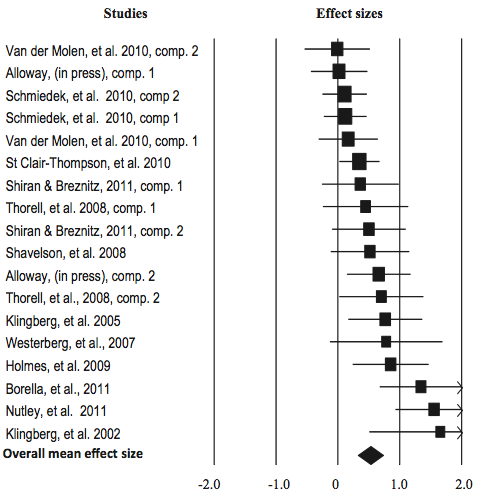 Studies Effect sizes
Van der Molen, et al. 2010, comp. 2
Alloway, (in press), comp. 1
Schmiedek, et al. 2010, comp 2
Schmiedek, et al. 2010, comp 1
Van der Molen, et al. 2010, comp. 1
St Clair-Thompson, et al. 2010
Shiran & Breznitz, 2011, comp. 1
Thorell, et al. 2008, comp. 1
Shiran & Breznitz, 2011, comp. 2
Shavelson, et al. 2008
Alloway, (in press), comp. 2
Thorell, et al., 2008, comp. 2
Klingberg, et al. 2005
Westerberg, et al., 2007
Holmes, et al. 2009
Borella, et al., 2011
Nutley, et al. 2011
Klingberg, et al. 2002
Overall mean effect size
-2.0 -1.0 0 1.0 2.0